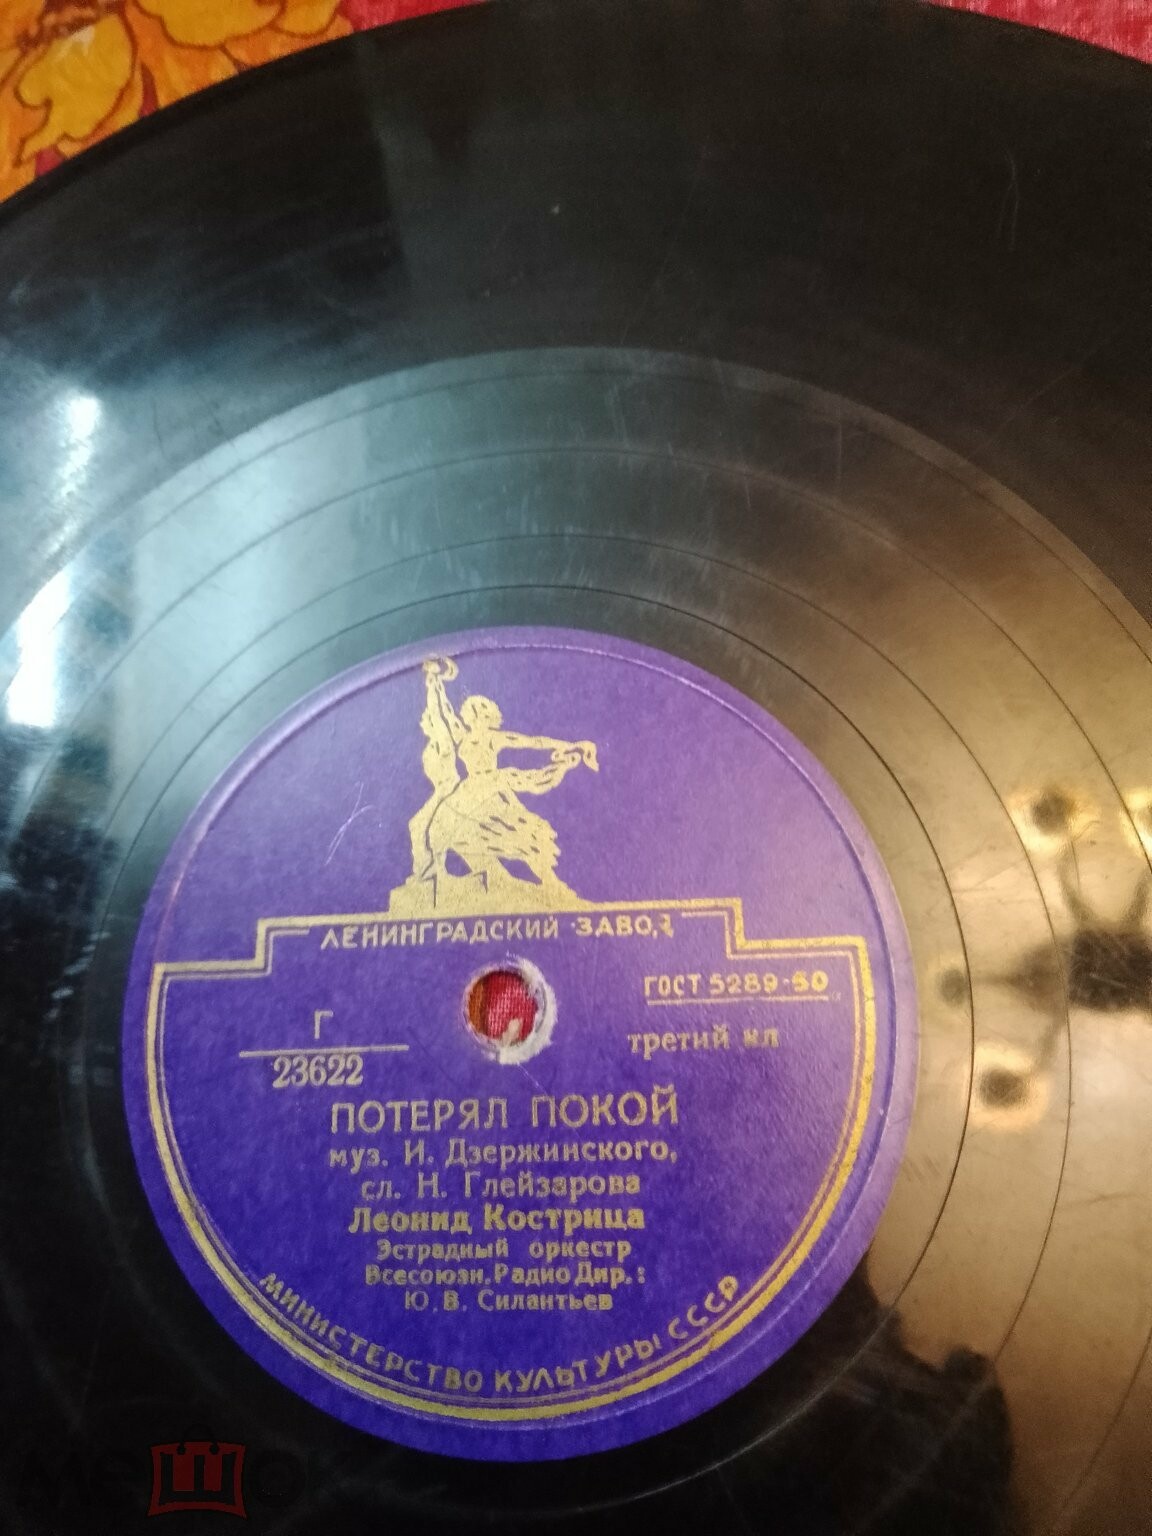 ЛЕНИНГРАДСКИЙ ЗАВОД
ГОСТ 5289-50
Г
третий кл
23622
ПОТЕРЯЛ ПОКОЙ
муз. И. Дзержинского,
сл. Н. Глейзарова
Леонид Кострица
Эстрадный оркестр
Всесоюзн. Радио Дир.:
Ю. В. Силантьев
МИНИСТЕРСТВО КУЛЬТУРЫ СССР
мешок